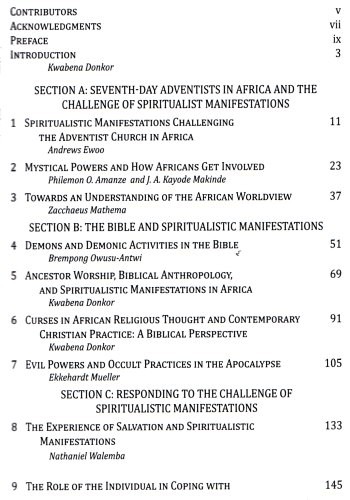 CONTRIBUTORS v
ACKNOWLEDGMENTS vii
PREFACE ix
INTRODUCTION 3
Kwabena Donkor
SECTION A: SEVENTH-DAY ADVENTISTS IN AFRICA AND THE
CHALLENGE OF SPIRITUALIST MANIFESTATIONS
1 SPIRITUALISTIC MANIFESTATIONS CHALLENGING 11
THE ADVENTIST CHURCH IN AFRICA
Andrews Ewoo
2 MYSTICAL POWERS AND HOW AFRICANS GET INVOLVED 23
Philemon O. Amanze and J. A. Kayode Makinde
3 TOWARDS AN UNDERSTANDING OF THE AFRICAN WORLDVIEW 37
Zacchaeus Mathema
SECTION B: THE BIBLE AND SPIRITUALISTIC MANIFESTATIONS
4 DEMONS AND DEMONIC ACTIVITIES IN THE BIBLE 51
Brempong Owusu-Antwi
5 ANCESTOR WORSHIP, BIBLICAL ANTHROPOLOGY, 69
AND SPIRITUALISTIC MANIFESTATIONS IN AFRICA
Kwabena Donkor
6 CURSES IN AFRICAN RELIGIOUS THOUGHT AND CONTEMPORARY 91
CHRISTIAN PRACTICE: A BIBLICAL PERSPECTIVE
Kwabena Donkor
7 EVIL POWERS AND OCCULT PRACTICES IN THE APOCALYPSE 105
Ekkehardt Mueller
SECTION C: RESPONDING TO THE CHALLENGE OF
SPIRITUALISTIC MANIFESTATIONS
8 THE EXPERIENCE OF SALVATION AND SPIRITUALISTIC 133
MANIFESTATIONS
Nathaniel Walemba
9 THE ROLE OF THE INDIVIDUAL IN COPING WITH 145